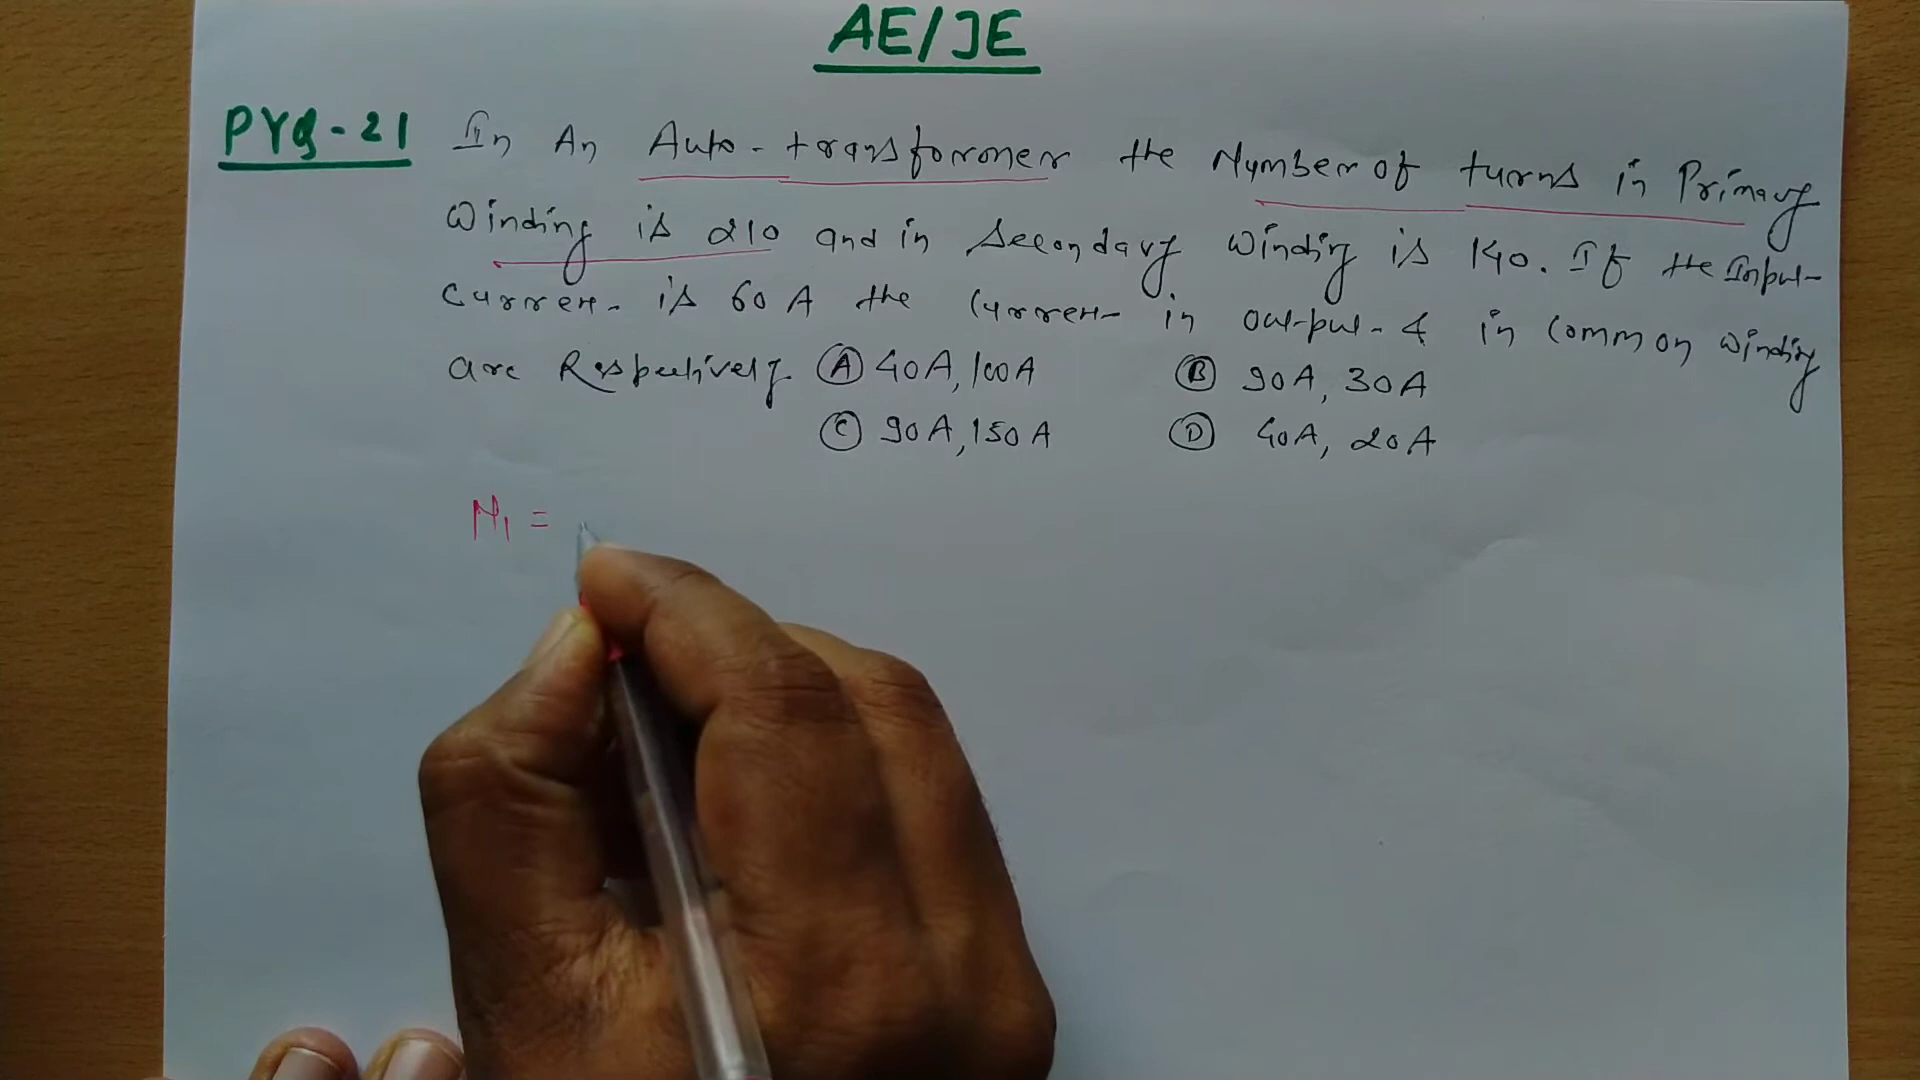 AE/JE
PYQ-21 In An Auto-transformer the Number of turns in Primary
Winding is 210 and in Secondary Winding is 140. If the Input
Current is 60 A the Current in output & in Common Winding
are Respectively (A) 40A, 100A (B) 90A, 30A
(C) 90A, 150A (D) 40A, 20A
N1 =